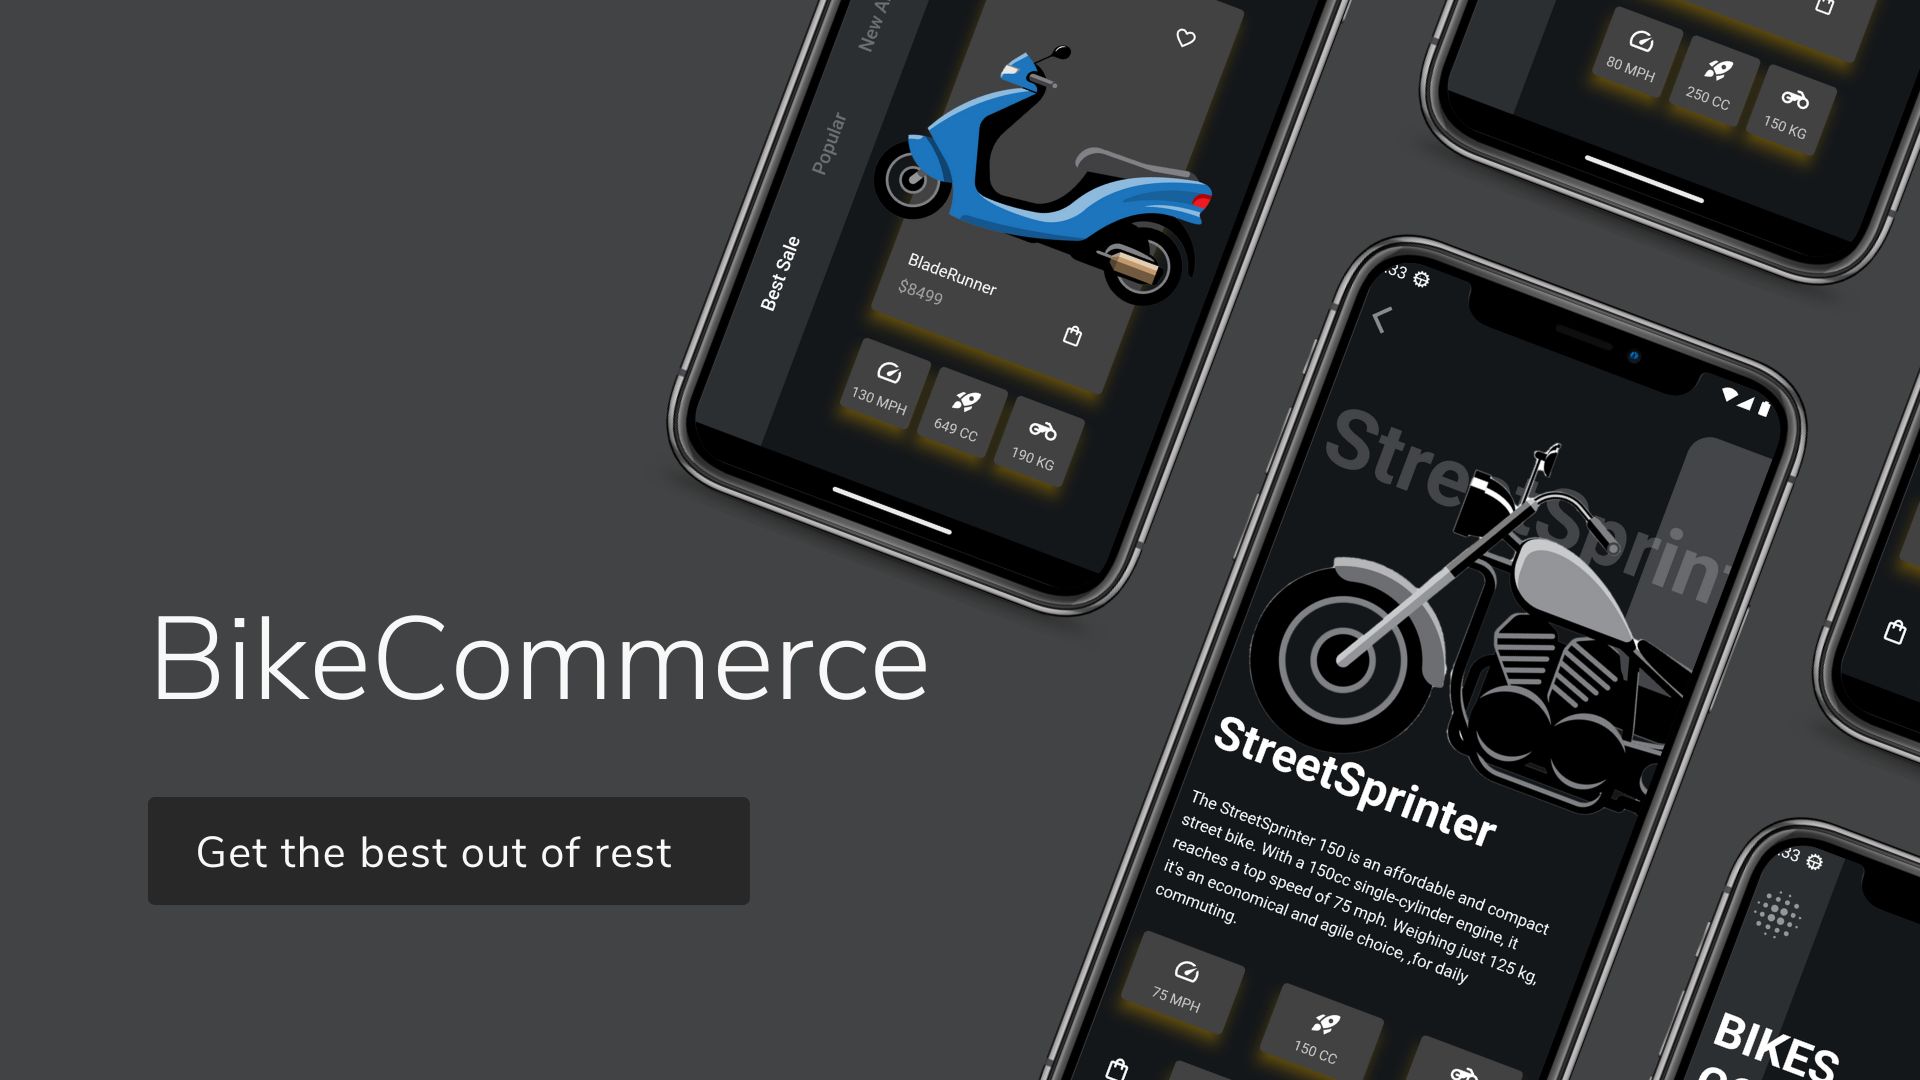 New A
Popular
Best Sale
BladeRunner
$8499
130 MPH
649 CC
190 KG
80 MPH
250 CC
150 KG
BikeCommerce
Get the best out of rest
:33
StreetSprin
StreetSprinter
The StreetSprinter 150 is an affordable and compact
street bike. With a 150cc single-cylinder engine, it
reaches a top speed of 75 mph. Weighing just 125 kg,
it's an economical and agile choice, ,for daily
commuting.
75 MPH
150 CC
:33
BIKES